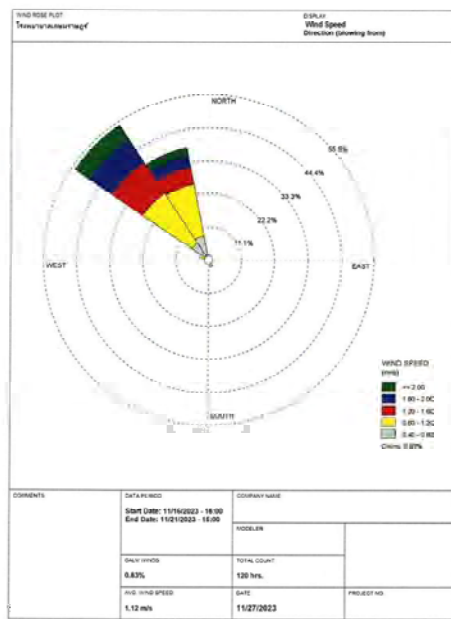 WIND ROSE PLOT
DISPLAY
Wind Speed
Direction (blowing from)
NORTH
55.5%
44.4%
33.3%
22.2%
11.1%
WEST
EAST
SOUTH
WIND SPEED
(m/s)
>= 2.00
1.60 - 2.00
1.20 - 1.60
0.80 - 1.20
0.40 - 0.80
Calms: 0.83%
COMMENTS
DATA PERIOD
Start Date: 11/16/2023 - 16:00
End Date: 11/21/2023 - 15:00
COMPANY NAME
MODELER
CALM WINDS
0.83%
TOTAL COUNT
120 hrs.
AVG. WIND SPEED
1.12 m/s
DATE
11/27/2023
PROJECT NO.